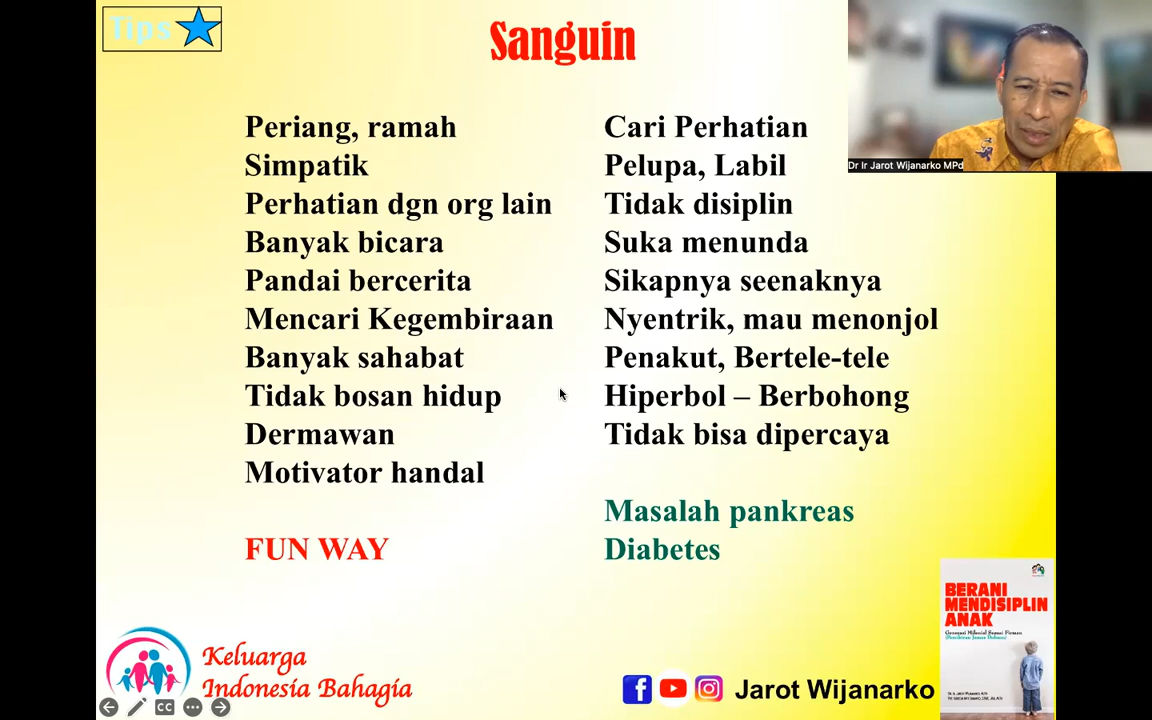 Tips
Sanguin
Periang, ramah
Simpatik
Perhatian dgn org lain
Banyak bicara
Pandai bercerita
Mencari Kegembiraan
Banyak sahabat
Tidak bosan hidup
Dermawan
Motivator handal
FUN WAY
Cari Perhatian
Pelupa, Labil
Tidak disiplin
Suka menunda
Sikapnya seenaknya
Nyentrik, mau menonjol
Penakut, Bertele-tele
Hiperbol – Berbohong
Tidak bisa dipercaya
Masalah pankreas
Diabetes
Dr Ir Jarot Wijanarko MPd
BERANI
MENDISIPLIN
ANAK
Keluarga
Indonesia Bahagia
CC
Jarot Wijanarko